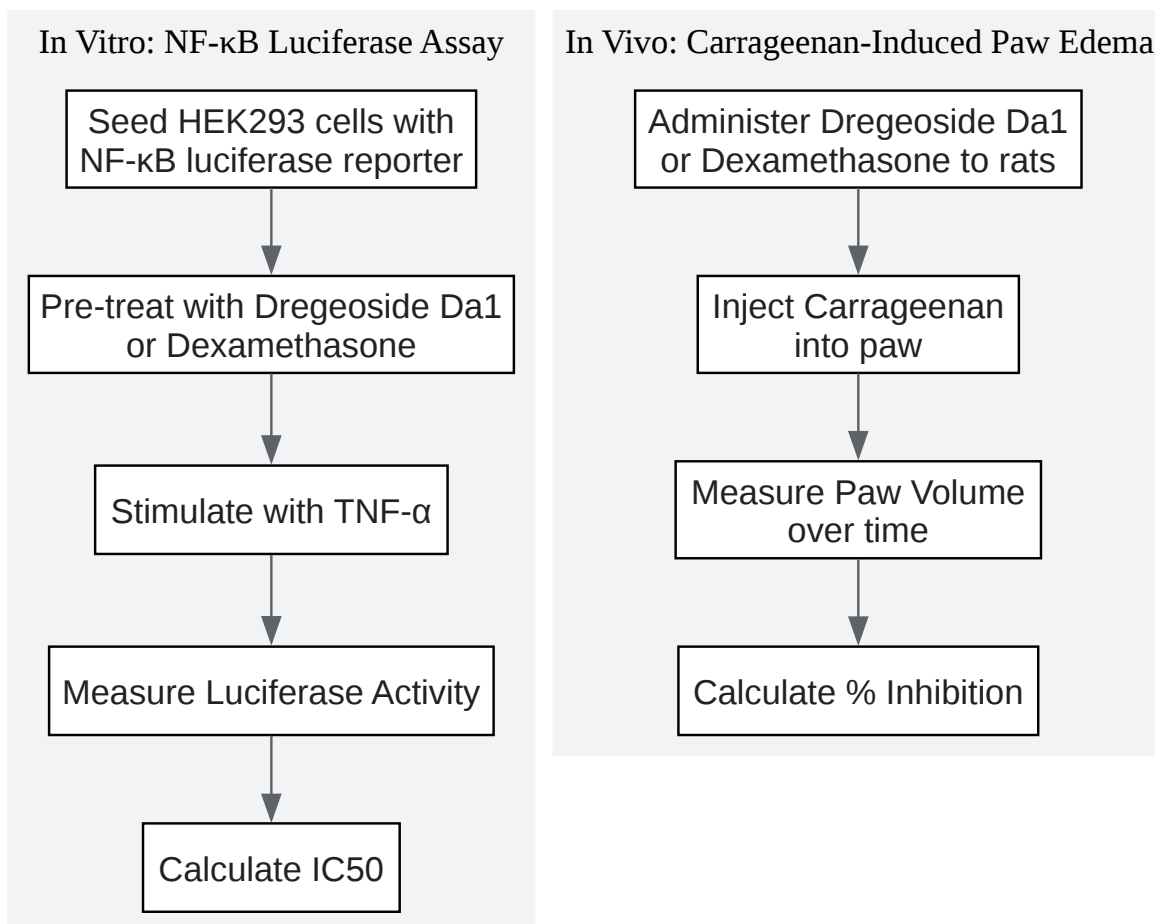 In Vitro: NF-κB Luciferase Assay
Seed HEK293 cells with
NF-κB luciferase reporter
Pre-treat with Dregeoside Da1
or Dexamethasone
Stimulate with TNF-α
Measure Luciferase Activity
Calculate IC50
In Vivo: Carrageenan-Induced Paw Edema
Administer Dregeoside Da1
or Dexamethasone to rats
Inject Carrageenan
into paw
Measure Paw Volume
over time
Calculate % Inhibition